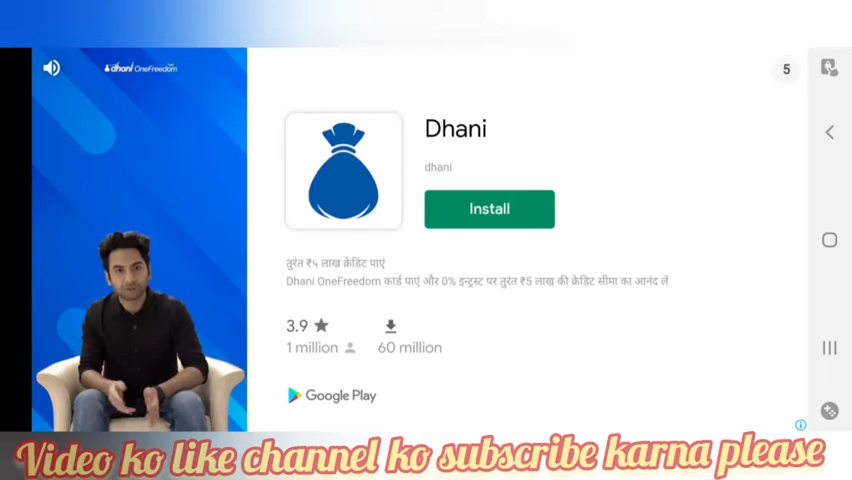 dhani OneFreedom
5
Dhani
dhani
Install
तुरंत ₹५ लाख क्रेडिट पाएं
Dhani OneFreedom कार्ड पाएं और 0% इन्ट्रस्ट पर तुरंत ₹5 लाख की क्रेडिट सीमा का आनंद लें
3.9
1 million 60 million
Google Play
Video ko like channel ko subscribe karna please